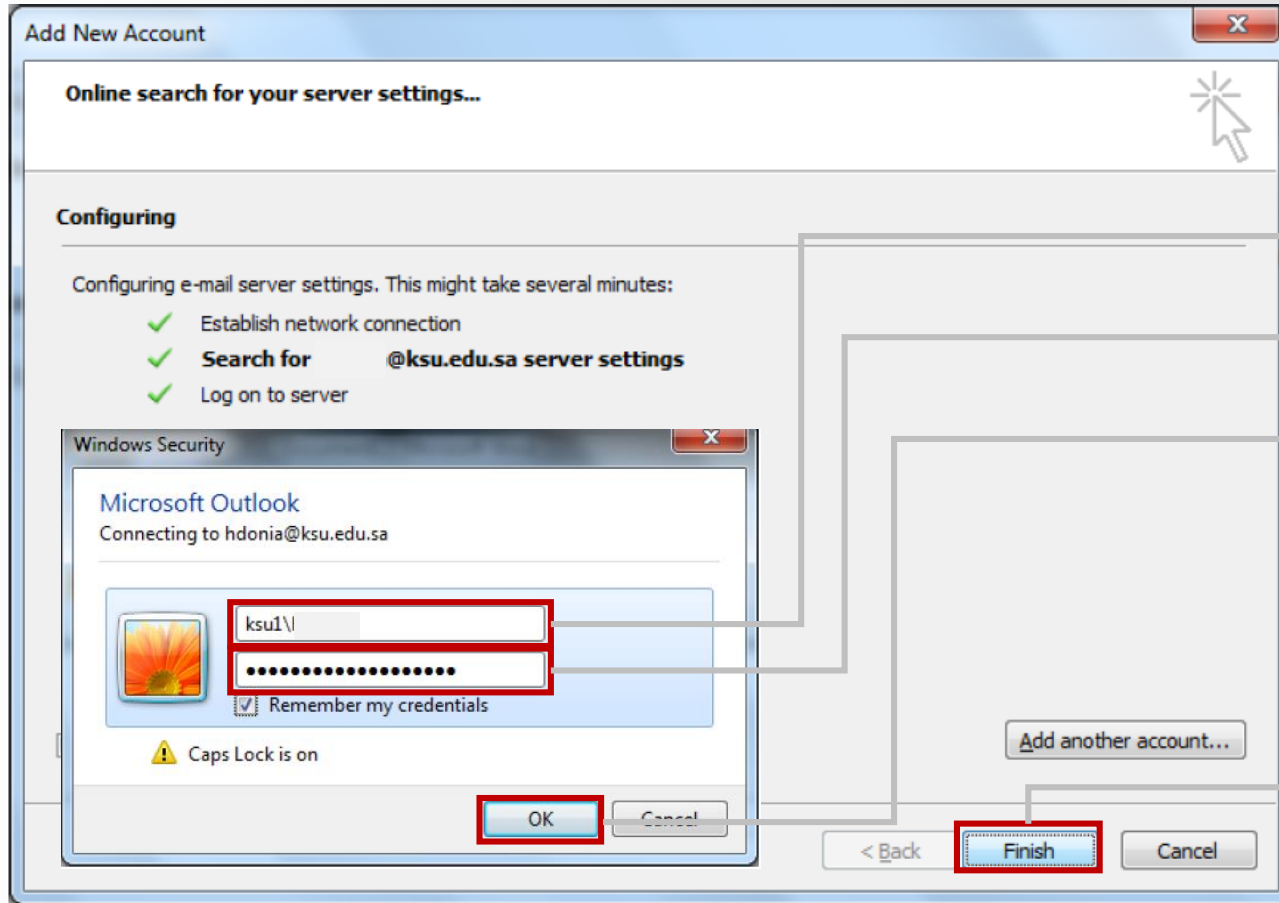 Add New Account
Online search for your server settings...
Configuring
Configuring e-mail server settings. This might take several minutes:
Establish network connection
Search for @ksu.edu.sa server settings
Log on to server
Windows Security
Microsoft Outlook
Connecting to hdonia@ksu.edu.sa
ksu1\
●●●●●●●●●●●●●●●●●●●
Remember my credentials
Caps Lock is on
Add another account...
OK Cancel
< Back Finish Cancel